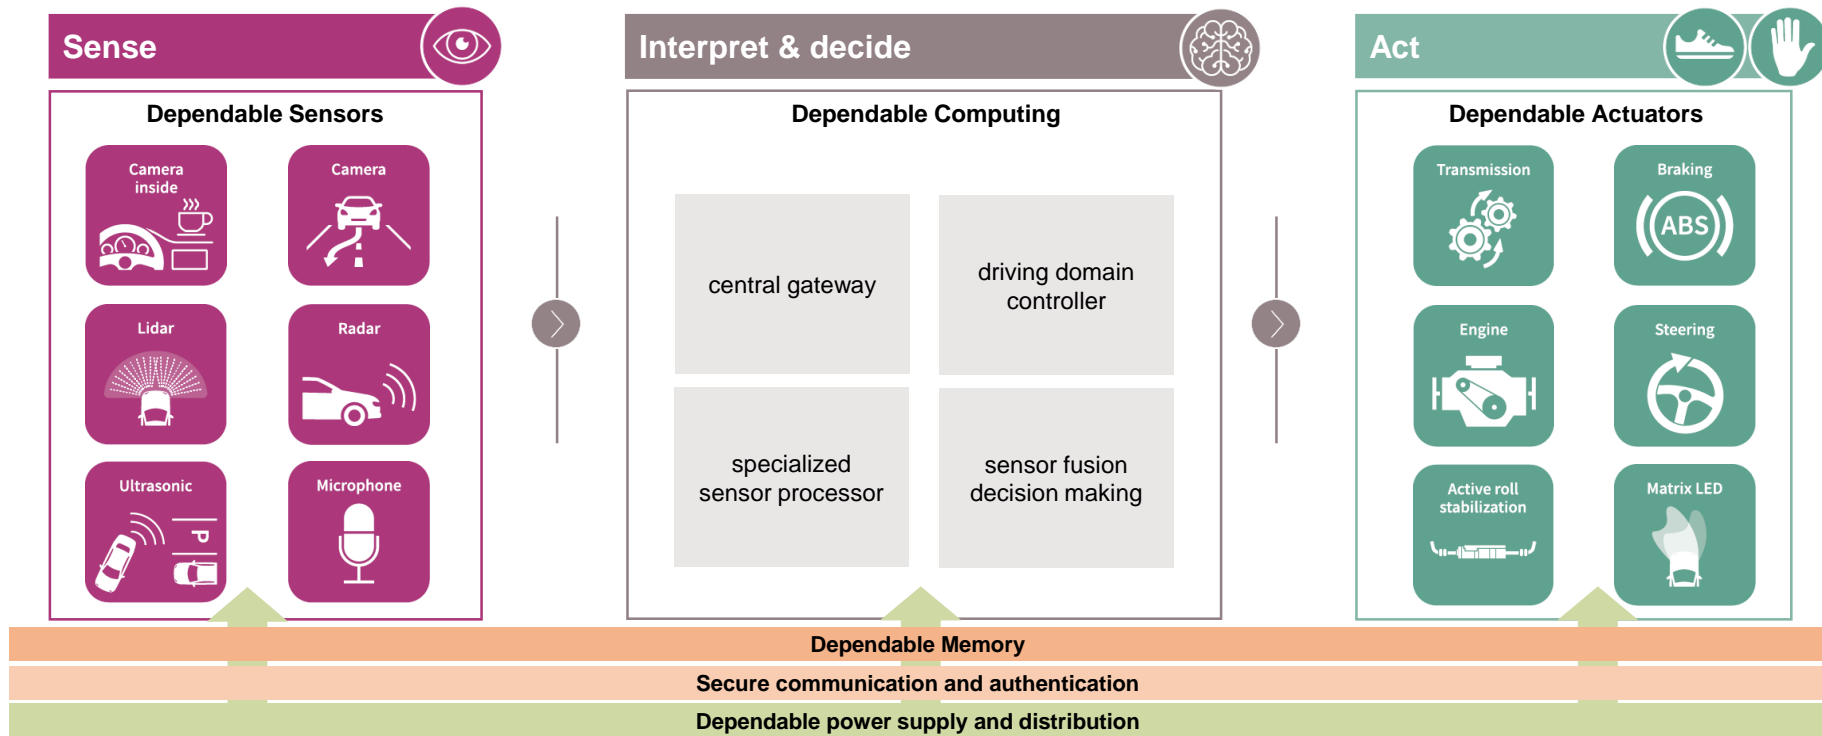 Sense
Interpret & decide
Act
Dependable Sensors
Camera
inside
Camera
Lidar
Radar
Ultrasonic
P
Microphone
Dependable Computing
central gateway
driving domain
controller
specialized
sensor processor
sensor fusion
decision making
Dependable Actuators
Transmission
Braking
ABS
Engine
Steering
Active roll
stabilization
Matrix LED
Dependable Memory
Secure communication and authentication
Dependable power supply and distribution